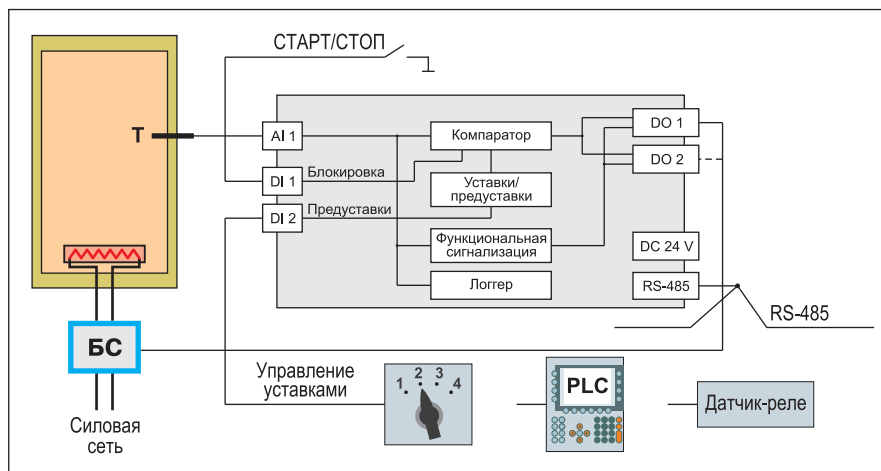 СТАРТ/СТОП
T
AI 1
Компаратор
DO 1
DO 2
DI 1
Блокировка
Уставки/
предуставки
DI 2
Предуставки
Функциональная
сигнализация
DC 24 V
Логгер
RS-485
RS-485
БС
Управление
уставками
1 2 3 4
PLC
Датчик-реле
Силовая
сеть